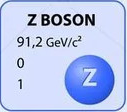 Z BOSON
91,2 GeV/c²
0
1
Z